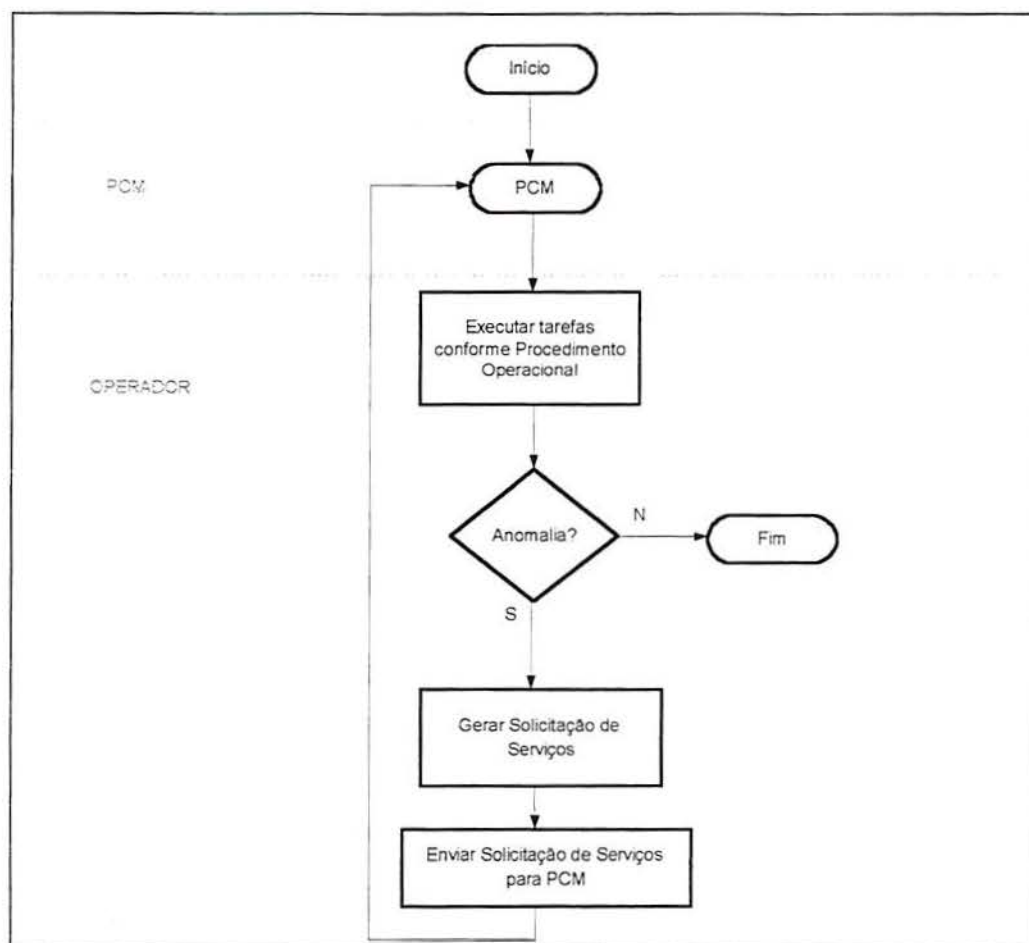 Início
PCM
PCM
Executar tarefas
conforme Procedimento
Operacional
OPERADOR
Anomalia?
N
Fim
S
Gerar Solicitação de
Serviços
Enviar Solicitação de Serviços
para PCM